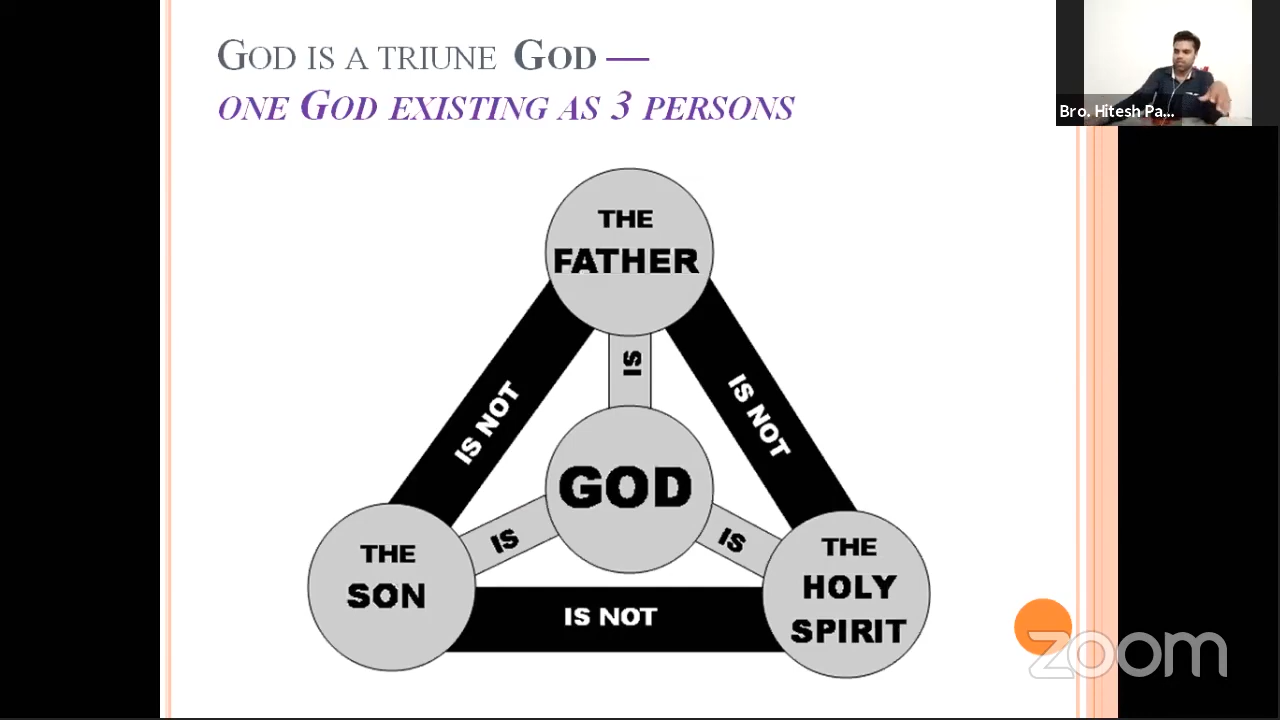 GOD IS A TRIUNE GOD —
ONE GOD EXISTING AS 3 PERSONS
Bro. Hitesh Pa...
THE
FATHER
IS
IS NOT
IS NOT
GOD
IS
IS
THE
SON
THE
HOLY
SPIRIT
IS NOT
zoom